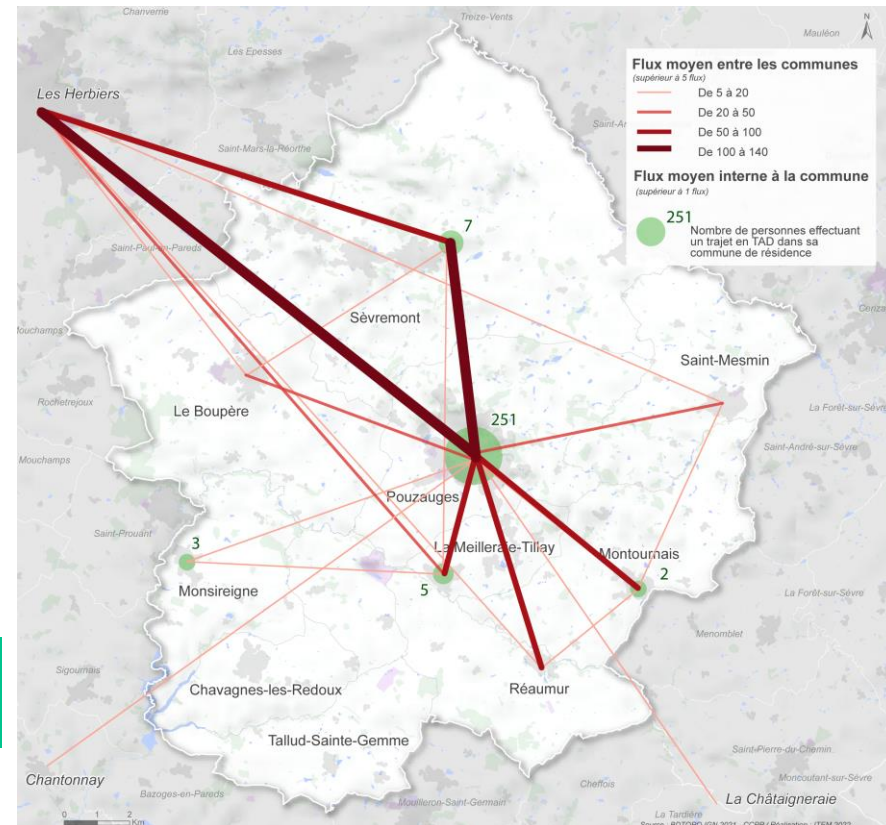 Chanverrie
Treize-Vents
N
Mauléon
Les Epesses
Flux moyen entre les communes
(supérieur à 5 flux)
De 5 à 20
De 20 à 50
De 50 à 100
De 100 à 140
Flux moyen interne à la commune
(supérieur à 1 flux)
251
Nombre de personnes effectuant
un trajet en TAD dans sa
commune de résidence
Les Herbiers
Saint-Mars-la-Réorthe
Saint-Paul-en-Pareds
7
Sèvremont
Mouchamps
Saint-Mesmin
Rochetrejoux
Le Boupère
La Forêt-sur-Sèvre
251
Saint-André-sur-Sèvre
Mouchamps
Pouzauges
Saint-Prouant
3
La Meilleraie-Tillay
Montournais
Monsireigne
5
2
La Forêt-sur-Sèvre
Menomblet
Sigournais
Chavagnes-les-Redoux
Réaumur
Tallud-Sainte-Gemme
Saint-Pierre-du-Chemin
Chantonnay
Cheffois
Moncoutant-sur-Sèvre
Bazoges-en-Pareds
Mouilleron-Saint-Germain
La Châtaigneraie
La Tardière
0 1 2
Km